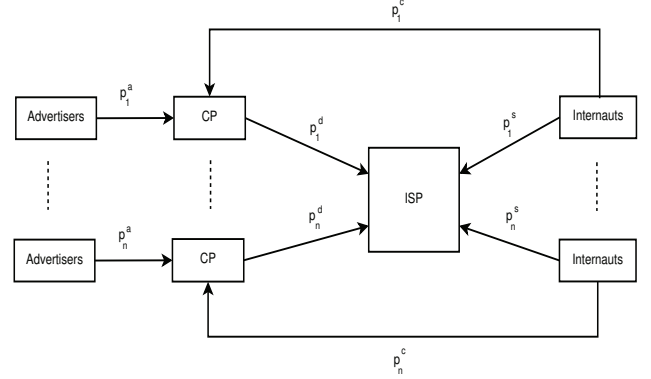 p₁ᶜ
p₁ᵃ
Advertisers CP p₁ᵈ p₁ˢ Internauts
ISP
pₙᵃ pₙᵈ pₙˢ
Advertisers CP Internauts
pₙᶜ